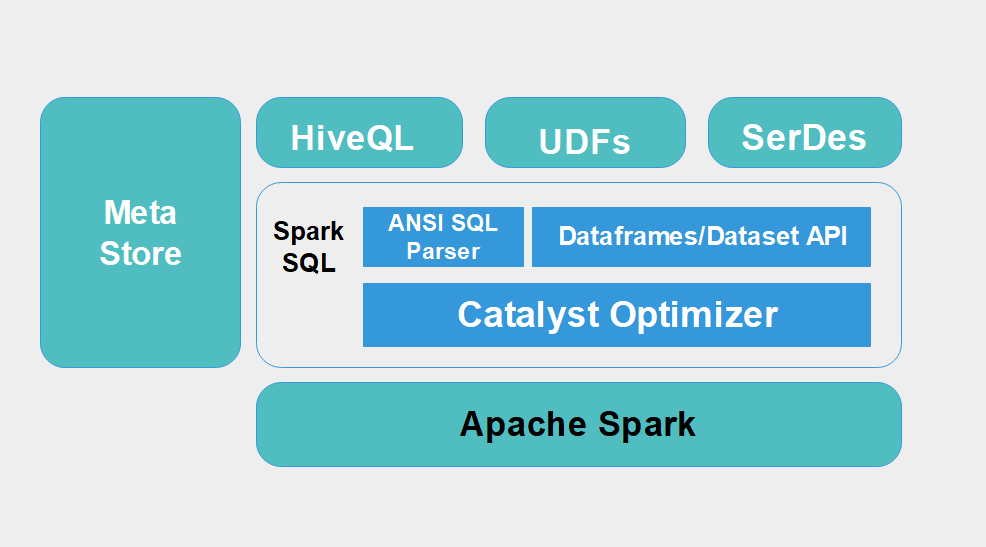 HiveQL
UDFs
SerDes
Meta
Store
Spark
SQL
ANSI SQL
Parser
Dataframes/Dataset API
Catalyst Optimizer
Apache Spark